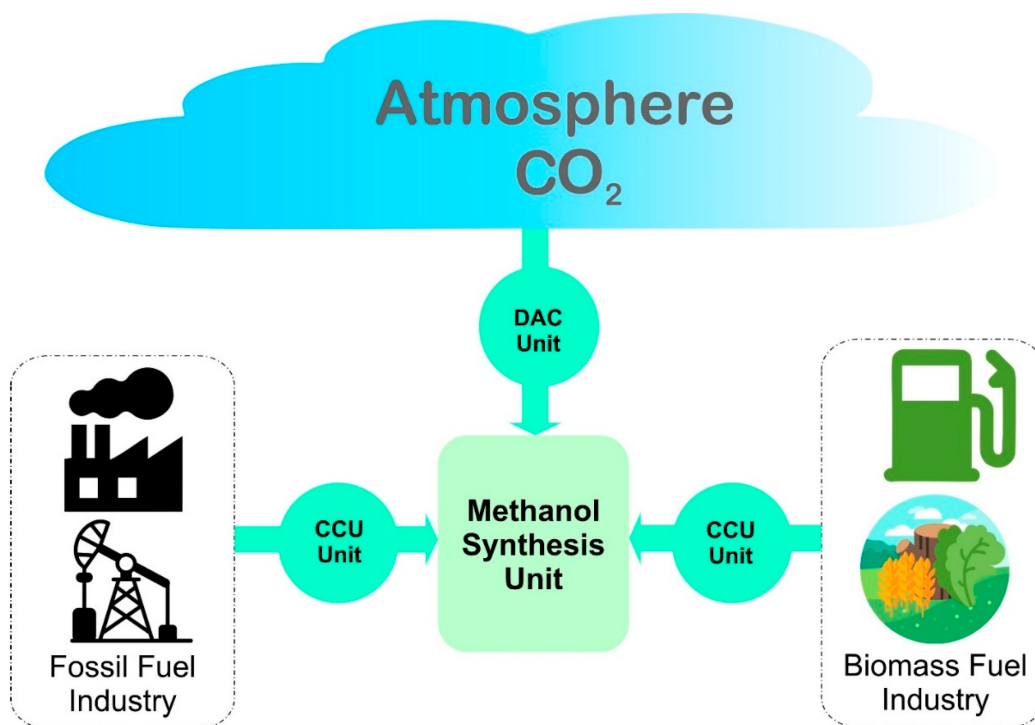 Atmosphere
CO₂
DAC
Unit
CCU
Unit
Methanol
Synthesis
Unit
CCU
Unit
Fossil Fuel
Industry
Biomass Fuel
Industry